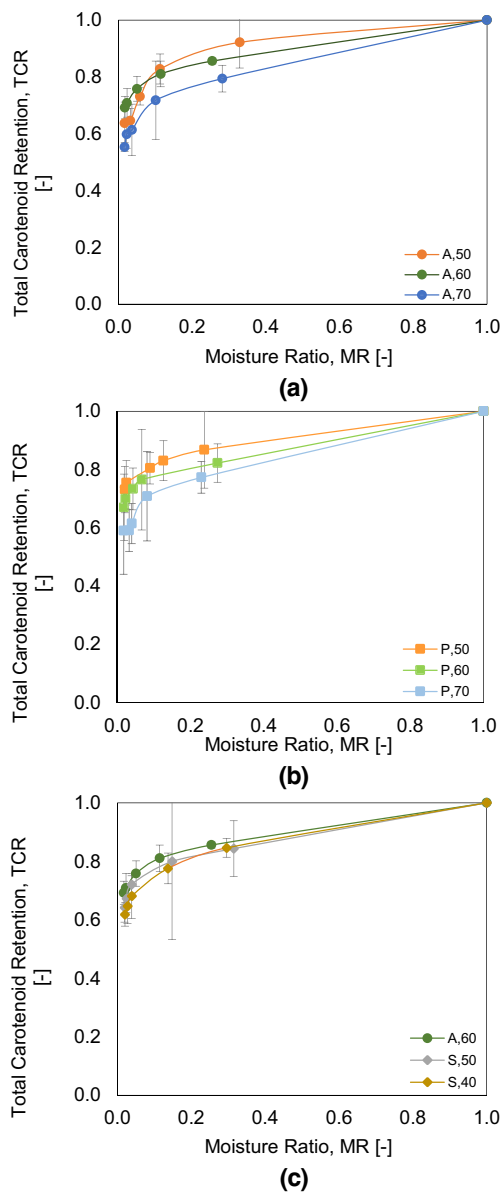 1.0
0.8
0.6
0.4
0.2
0.0
Total Carotenoid Retention, TCR
[-]
A,50
A,60
A,70
0.0 0.2 0.4 0.6 0.8 1.0
Moisture Ratio, MR [-]
(a)
1.0
0.8
0.6
0.4
0.2
0.0
Total Carotenoid Retention, TCR
[-]
P,50
P,60
P,70
0.0 0.2 0.4 0.6 0.8 1.0
Moisture Ratio, MR [-]
(b)
1.0
0.8
0.6
0.4
0.2
0.0
Total Carotenoid Retention, TCR
[-]
A,60
S,50
S,40
0.0 0.2 0.4 0.6 0.8 1.0
Moisture Ratio, MR [-]
(c)